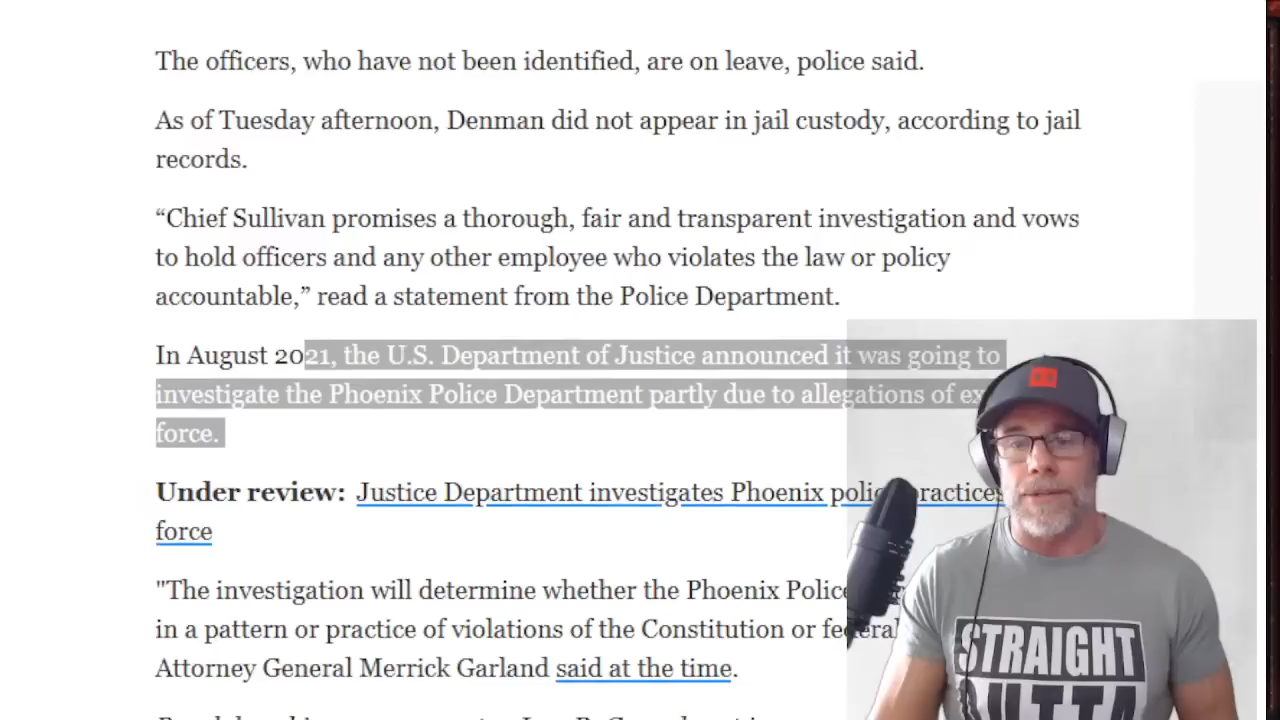 The officers, who have not been identified, are on leave, police said.
As of Tuesday afternoon, Denman did not appear in jail custody, according to jail
records.
“Chief Sullivan promises a thorough, fair and transparent investigation and vows
to hold officers and any other employee who violates the law or policy
accountable,” read a statement from the Police Department.
In August 2021, the U.S. Department of Justice announced it was going to
investigate the Phoenix Police Department partly due to allegations of
force.
Under review: Justice Department investigates Phoenix police practices
force
"The investigation will determine whether the Phoenix Police
in a pattern or practice of violations of the Constitution or federal
Attorney General Merrick Garland said at the time.
STRAIGHT
OUTTA